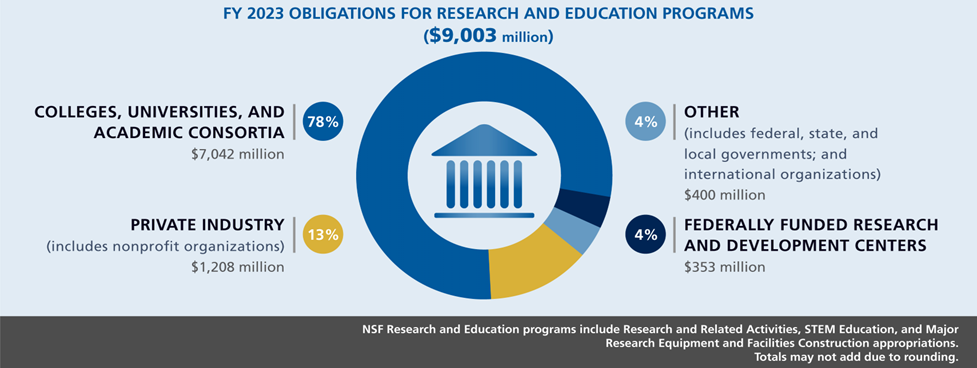 FY 2023 OBLIGATIONS FOR RESEARCH AND EDUCATION PROGRAMS
($9,003 million)
COLLEGES, UNIVERSITIES, AND
ACADEMIC CONSORTIA
$7,042 million
78%
PRIVATE INDUSTRY
(includes nonprofit organizations)
$1,208 million
13%
4%
OTHER
(includes federal, state, and
local governments; and
international organizations)
$400 million
4%
FEDERALLY FUNDED RESEARCH
AND DEVELOPMENT CENTERS
$353 million
NSF Research and Education programs include Research and Related Activities, STEM Education, and Major
Research Equipment and Facilities Construction appropriations.
Totals may not add due to rounding.